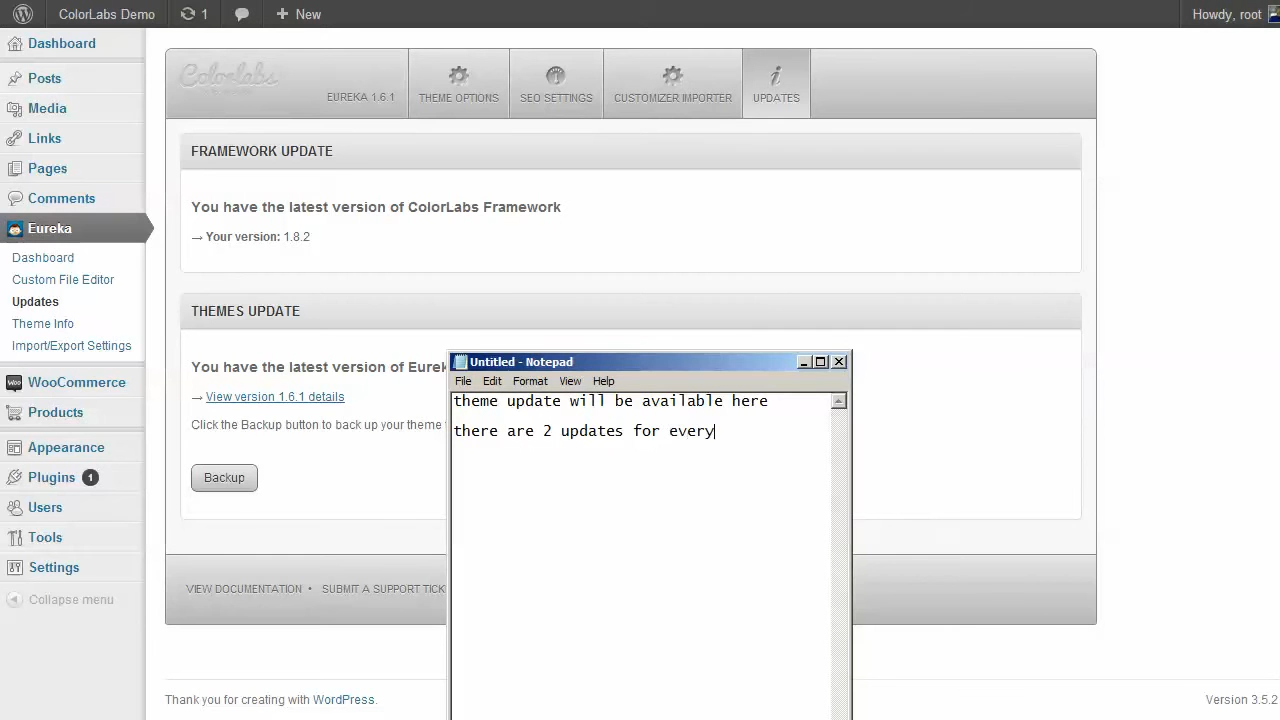 ColorLabs Demo 1 New Howdy, root
Dashboard
Posts
Media
Links
Pages
Comments
Eureka
Dashboard
Custom File Editor
Updates
Theme Info
Import/Export Settings
WooCommerce
Products
Appearance
Plugins 1
Users
Tools
Settings
Collapse menu
Colorlabs
EUREKA 1.6.1
THEME OPTIONS
SEO SETTINGS
CUSTOMIZER IMPORTER
UPDATES
FRAMEWORK UPDATE
You have the latest version of ColorLabs Framework
→ Your version: 1.8.2
THEMES UPDATE
You have the latest version of Eurek
→ View version 1.6.1 details
Click the Backup button to back up your theme
Backup
VIEW DOCUMENTATION • SUBMIT A SUPPORT TICK
Untitled - Notepad
File Edit Format View Help
theme update will be available here
there are 2 updates for every
Thank you for creating with WordPress.
Version 3.5.2